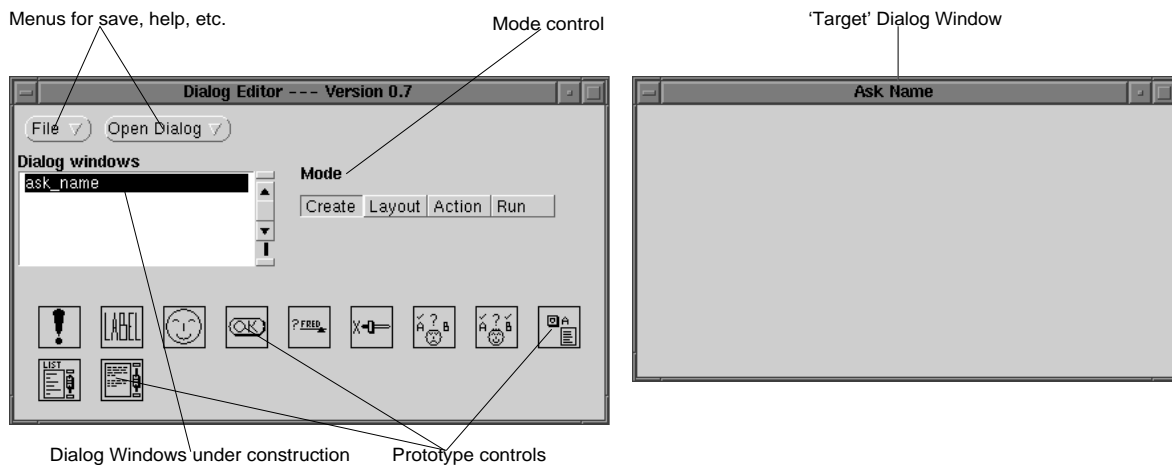 Menus for save, help, etc.
Mode control
‘Target’ Dialog Window
Dialog Editor --- Version 0.7
Ask Name
File
Open Dialog
Dialog windows
ask_name
Mode
Create Layout Action Run
LABEL
OK
? FRED
X
A ? B
A ? B
A
LIST
Dialog Windows under construction
Prototype controls